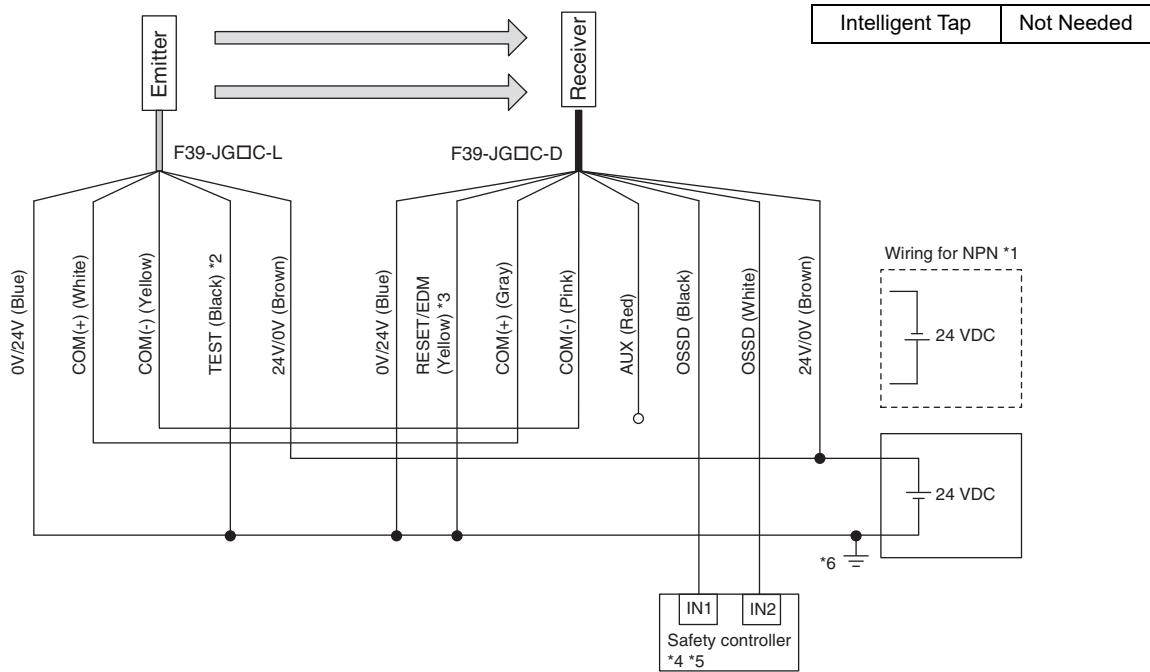 Intelligent Tap Not Needed
Emitter
Receiver
F39-JG□C-L
F39-JG□C-D
0V/24V (Blue)
COM(+) (White)
COM(-) (Yellow)
TEST (Black) *2
24V/0V (Brown)
0V/24V (Blue)
RESET/EDM
(Yellow) *3
COM(+) (Gray)
COM(-) (Pink)
AUX (Red)
OSSD (Black)
OSSD (White)
24V/0V (Brown)
Wiring for NPN *1
24 VDC
24 VDC
*6
IN1 IN2
Safety controller
*4 *5